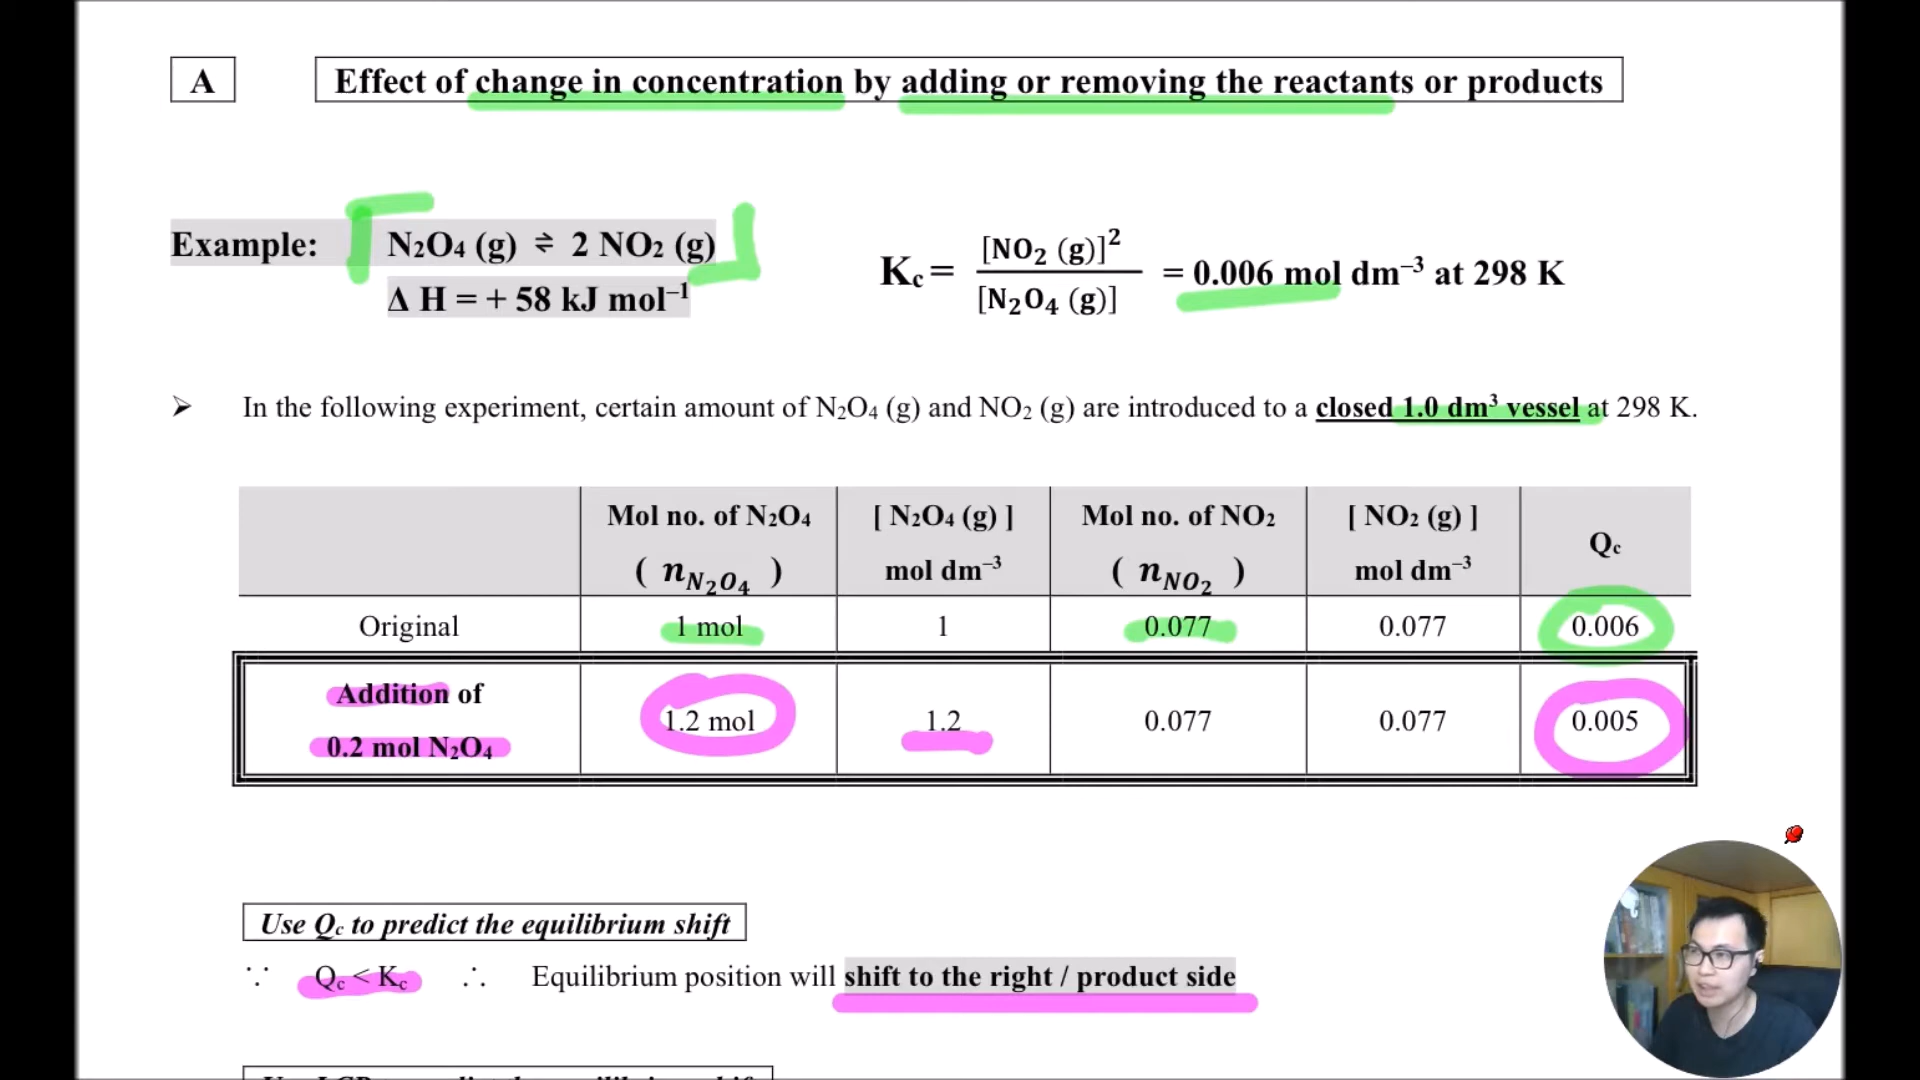 A
Effect of change in concentration by adding or removing the reactants or products
Example: N₂O₄ (g) ⇌ 2 NO₂ (g)
Δ H = + 58 kJ mol⁻¹
K꜀ = [NO₂ (g)]² / [N₂O₄ (g)] = 0.006 mol dm⁻³ at 298 K
➢ In the following experiment, certain amount of N₂O₄ (g) and NO₂ (g) are introduced to a closed 1.0 dm³ vessel at 298 K.
Mol no. of N₂O₄ ( n N₂O₄ )
[ N₂O₄ (g) ] mol dm⁻³
Mol no. of NO₂ ( n NO₂ )
[ NO₂ (g) ] mol dm⁻³
Q꜀
Original 1 mol 1 0.077 0.077 0.006
Addition of 0.2 mol N₂O₄ 1.2 mol 1.2 0.077 0.077 0.005
Use Q꜀ to predict the equilibrium shift
∵ Q꜀ < K꜀ ∴ Equilibrium position will shift to the right / product side